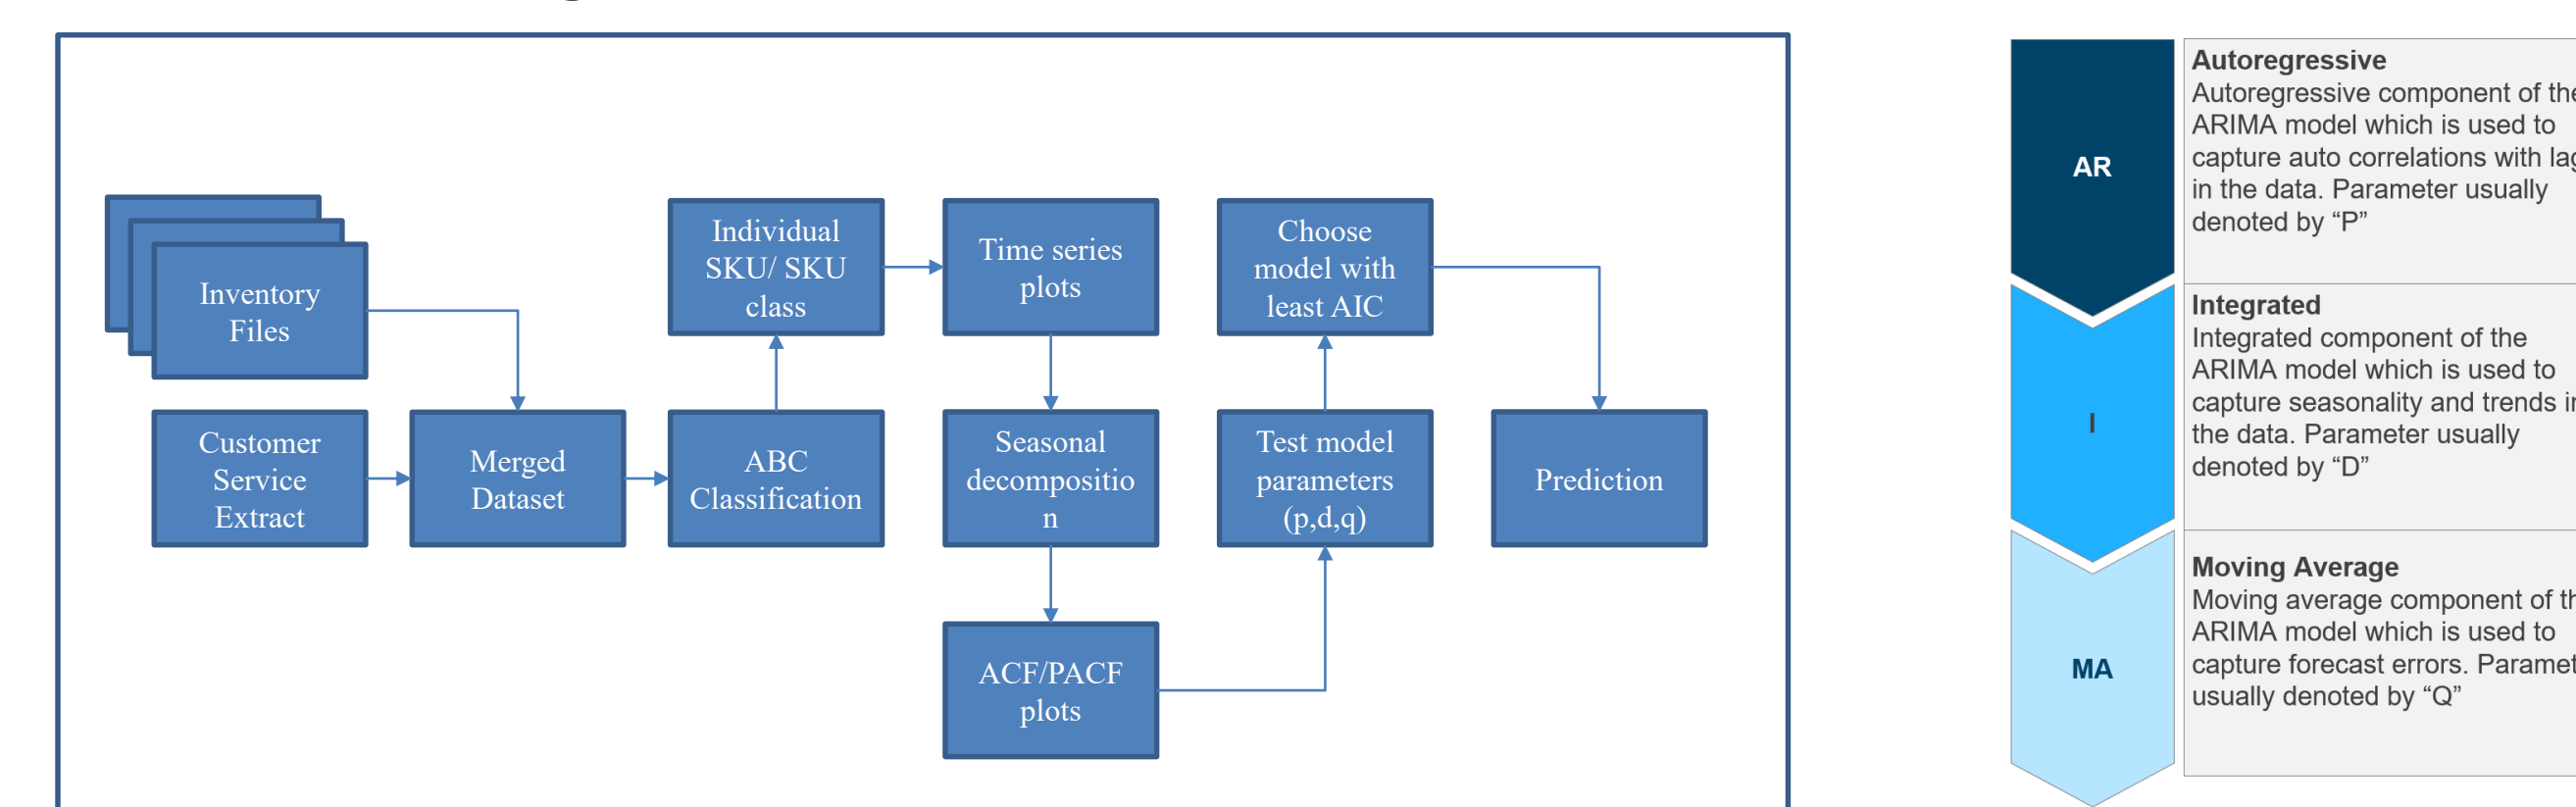 Inventory
Files
Customer
Service
Extract
Merged
Dataset
Individual
SKU/ SKU
class
ABC
Classification
Time series
plots
Seasonal
decompositio
n
ACF/PACF
plots
Choose
model with
least AIC
Test model
parameters
(p,d,q)
Prediction
AR
Autoregressive
Autoregressive component of the
ARIMA model which is used to
capture auto correlations with lag
in the data. Parameter usually
denoted by “P”
I
Integrated
Integrated component of the
ARIMA model which is used to
capture seasonality and trends in
the data. Parameter usually
denoted by “D”
MA
Moving Average
Moving average component of th
ARIMA model which is used to
capture forecast errors. Paramet
usually denoted by “Q”